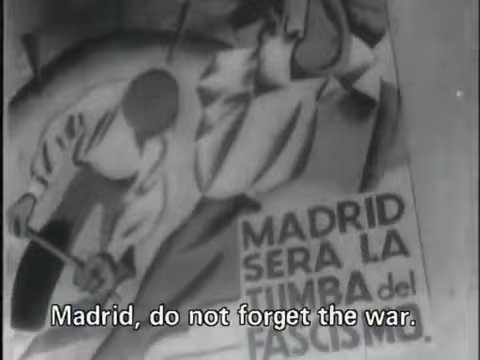 MADRID
SERA LA
TUMBA del
FASCISMO.
Madrid, do not forget the war.